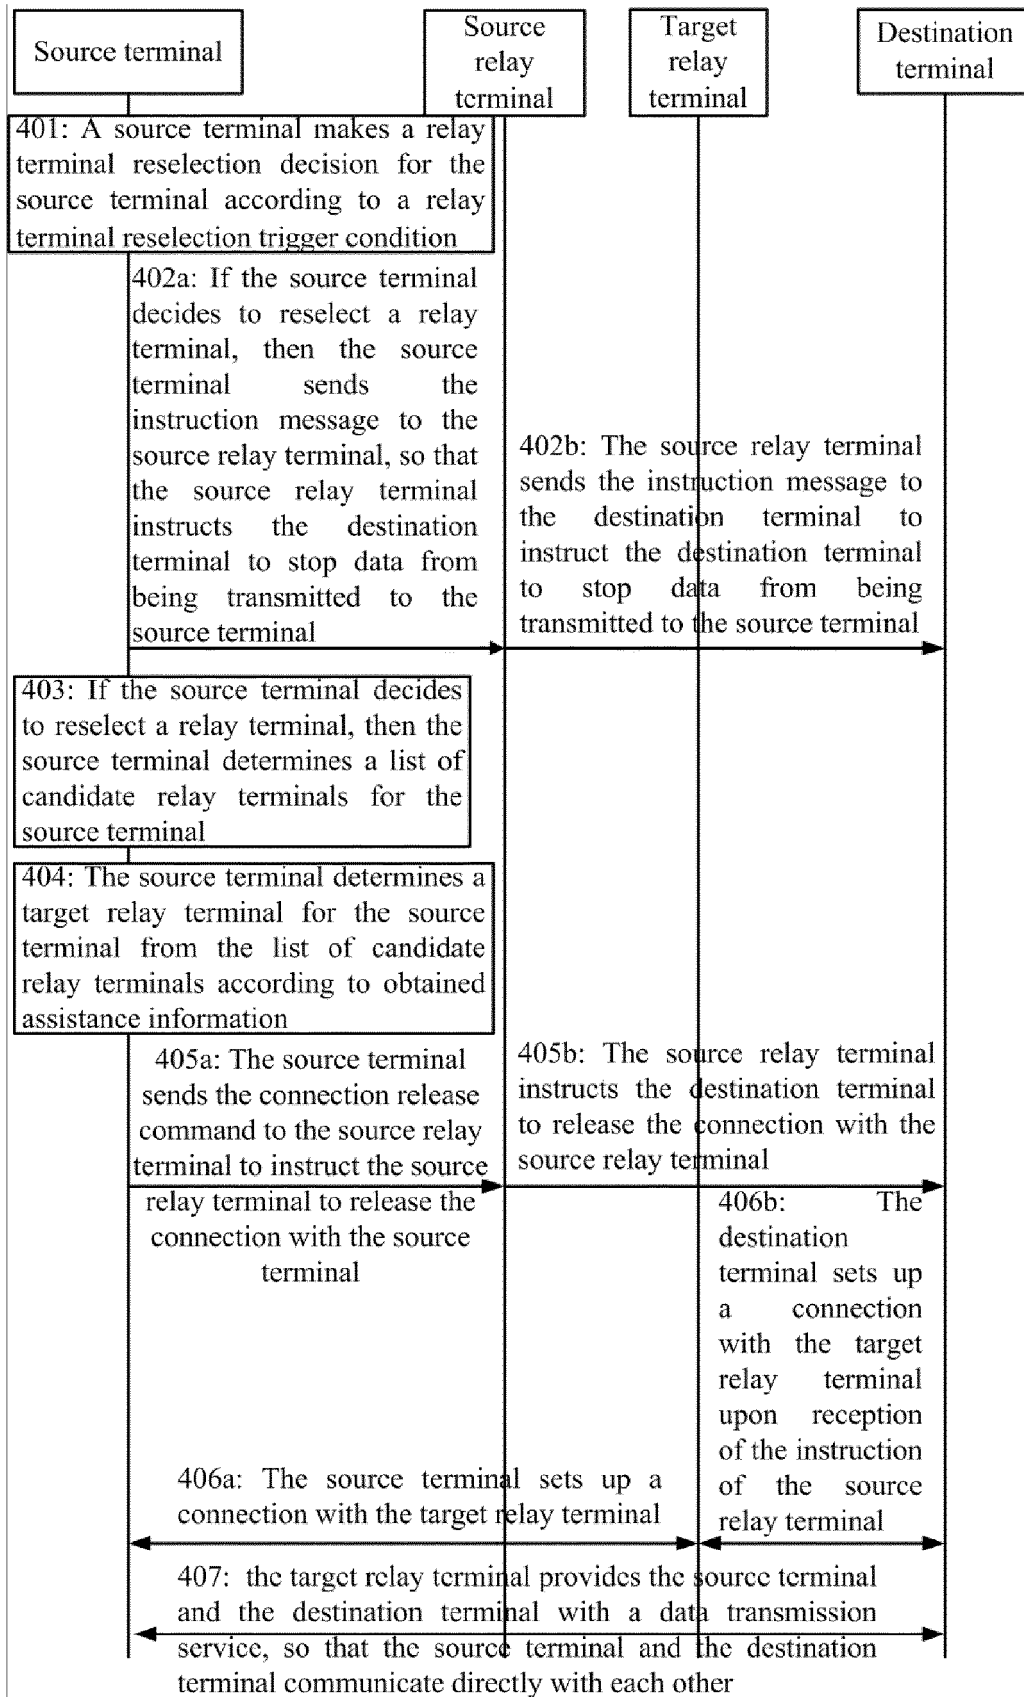 Source terminal
Source
relay
terminal
Target
relay
terminal
Destination
terminal
401: A source terminal makes a relay
terminal reselection decision for the
source terminal according to a relay
terminal reselection trigger condition
402a: If the source terminal
decides to reselect a relay
terminal, then the source
terminal sends the
instruction message to the
source relay terminal, so that
the source relay terminal
instructs the destination
terminal to stop data from
being transmitted to the
source terminal
402b: The source relay terminal
sends the instruction message to
the destination terminal to
instruct the destination terminal
to stop data from being
transmitted to the source terminal
403: If the source terminal decides
to reselect a relay terminal, then the
source terminal determines a list of
candidate relay terminals for the
source terminal
404: The source terminal determines a
target relay terminal for the source
terminal from the list of candidate
relay terminals according to obtained
assistance information
405a: The source terminal
sends the connection release
command to the source relay
terminal to instruct the source
relay terminal to release the
connection with the source
terminal
405b: The source relay terminal
instructs the destination terminal
to release the connection with the
source relay terminal
406b: The
destination
terminal sets up
a connection
with the target
relay terminal
upon reception
of the instruction
of the source
relay terminal
406a: The source terminal sets up a
connection with the target relay terminal
407: the target relay terminal provides the source terminal
and the destination terminal with a data transmission
service, so that the source terminal and the destination
terminal communicate directly with each other